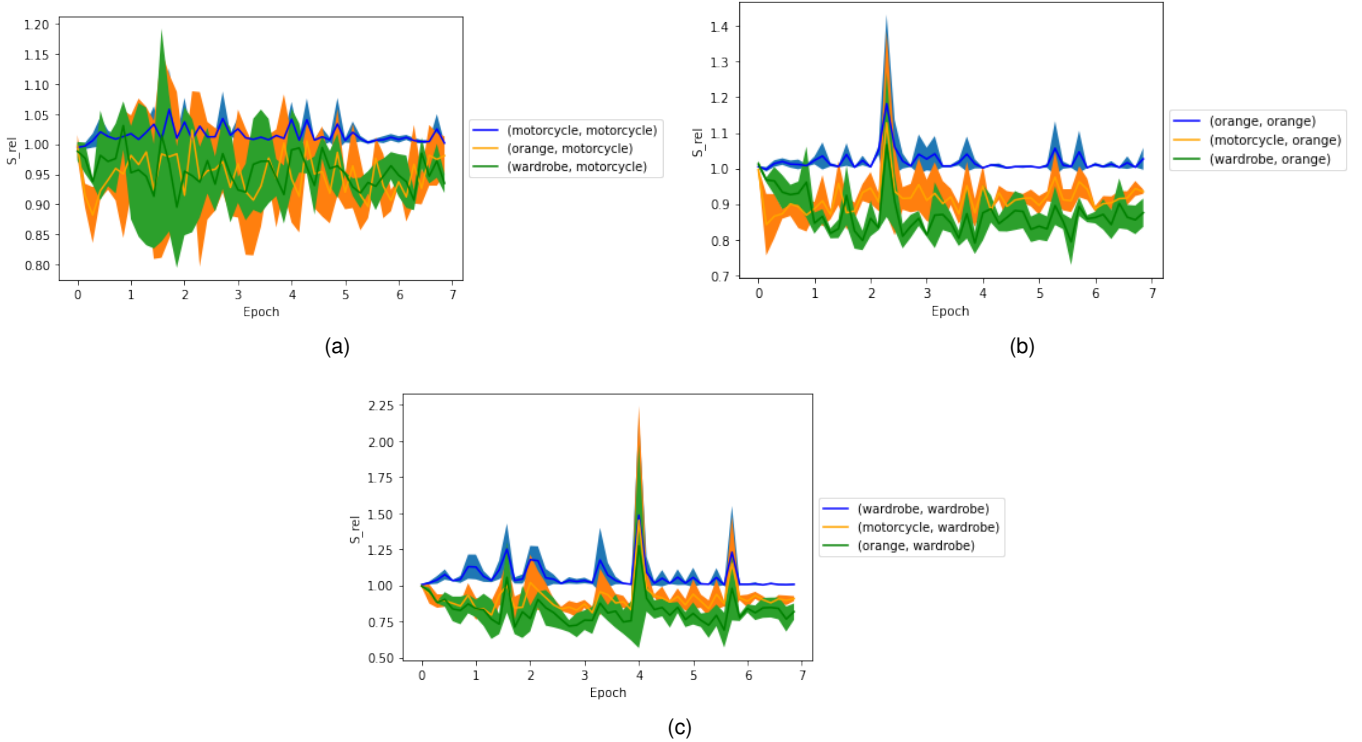 1.20
1.15
1.10
1.05
1.00
0.95
0.90
0.85
0.80
S_rel
0 1 2 3 4 5 6 7
Epoch
(motorcycle, motorcycle)
(orange, motorcycle)
(wardrobe, motorcycle)
(a)
1.4
1.3
1.2
1.1
1.0
0.9
0.8
0.7
S_rel
0 1 2 3 4 5 6 7
Epoch
(orange, orange)
(motorcycle, orange)
(wardrobe, orange)
(b)
2.25
2.00
1.75
1.50
1.25
1.00
0.75
0.50
S_rel
0 1 2 3 4 5 6 7
Epoch
(wardrobe, wardrobe)
(motorcycle, wardrobe)
(orange, wardrobe)
(c)